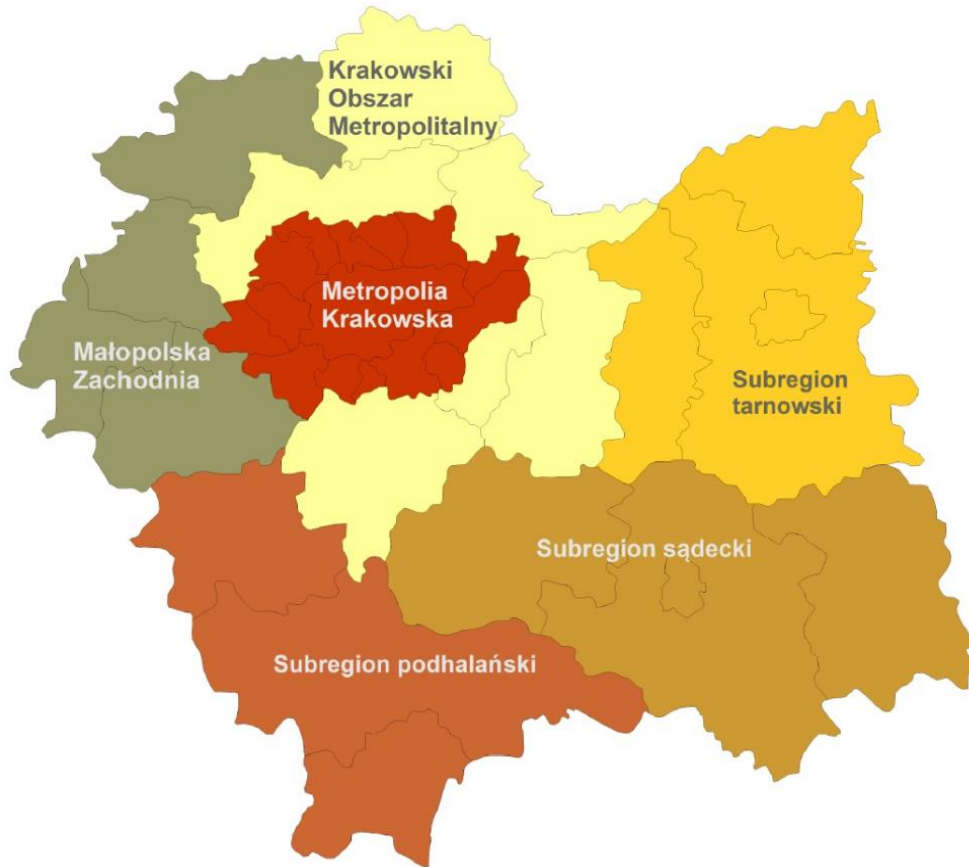 Krakowski
Obszar
Metropolitalny
Metropolia
Krakowska
Małopolska
Zachodnia
Subregion
tarnowski
Subregion sądecki
Subregion podhalański